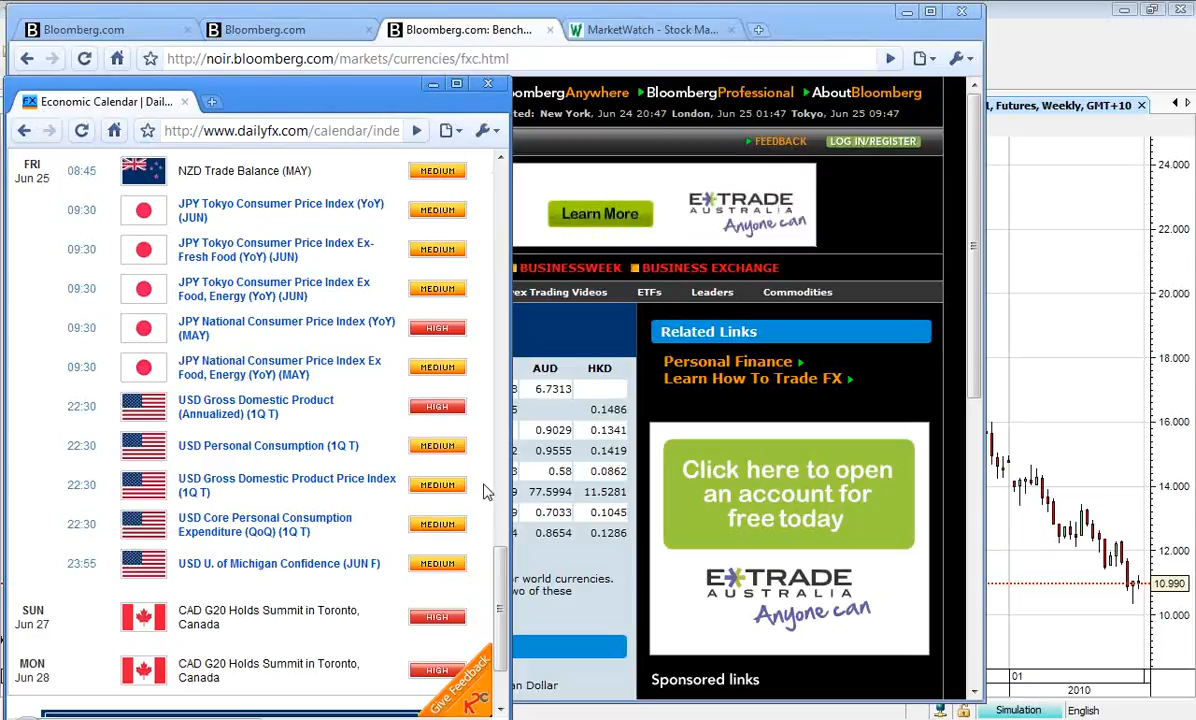 Bloomberg.com
Bloomberg.com
Bloomberg.com: Bench...
MarketWatch - Stock Ma...
http://noir.bloomberg.com/markets/currencies/fxc.html
Economic Calendar | Dail...
http://www.dailyfx.com/calendar/inde
ombergAnywhere
BloombergProfessional
AboutBloomberg
ted: New York, Jun 24 20:47 London, Jun 25 01:47 Tokyo, Jun 25 09:47
FEEDBACK
LOG IN/REGISTER
I, Futures, Weekly, GMT+10
Learn More
E*TRADE
AUSTRALIA
Anyone can
BUSINESSWEEK
BUSINESS EXCHANGE
rex Trading Videos
ETFs
Leaders
Commodities
FRI
Jun 25
08:45
NZD Trade Balance (MAY)
MEDIUM
09:30
JPY Tokyo Consumer Price Index (YoY)
(JUN)
MEDIUM
09:30
JPY Tokyo Consumer Price Index Ex-
Fresh Food (YoY) (JUN)
MEDIUM
09:30
JPY Tokyo Consumer Price Index Ex
Food, Energy (YoY) (JUN)
MEDIUM
09:30
JPY National Consumer Price Index (YoY)
(MAY)
HIGH
09:30
JPY National Consumer Price Index Ex
Food, Energy (YoY) (MAY)
MEDIUM
22:30
USD Gross Domestic Product
(Annualized) (1Q T)
HIGH
22:30
USD Personal Consumption (1Q T)
MEDIUM
22:30
USD Gross Domestic Product Price Index
(1Q T)
MEDIUM
22:30
USD Core Personal Consumption
Expenditure (QoQ) (1Q T)
MEDIUM
23:55
USD U. of Michigan Confidence (JUN F)
MEDIUM
SUN
Jun 27
CAD G20 Holds Summit in Toronto,
Canada
HIGH
MON
Jun 28
CAD G20 Holds Summit in Toronto,
Canada
HIGH
Give Feedback
AUD HKD
3 6.7313
0.1486
0.9029 0.1341
0.9555 0.1419
0.58 0.0862
9 77.5994 11.5281
9 0.7033 0.1045
0.8654 0.1286
or world currencies.
wo of these
an Dollar
Related Links
Personal Finance
Learn How To Trade FX
Click here to open
an account for
free today
E*TRADE
AUSTRALIA
Anyone can
Sponsored links
24.000
22.000
20.000
18.000
16.000
14.000
12.000
10.990
10.000
01
2010
Simulation
English